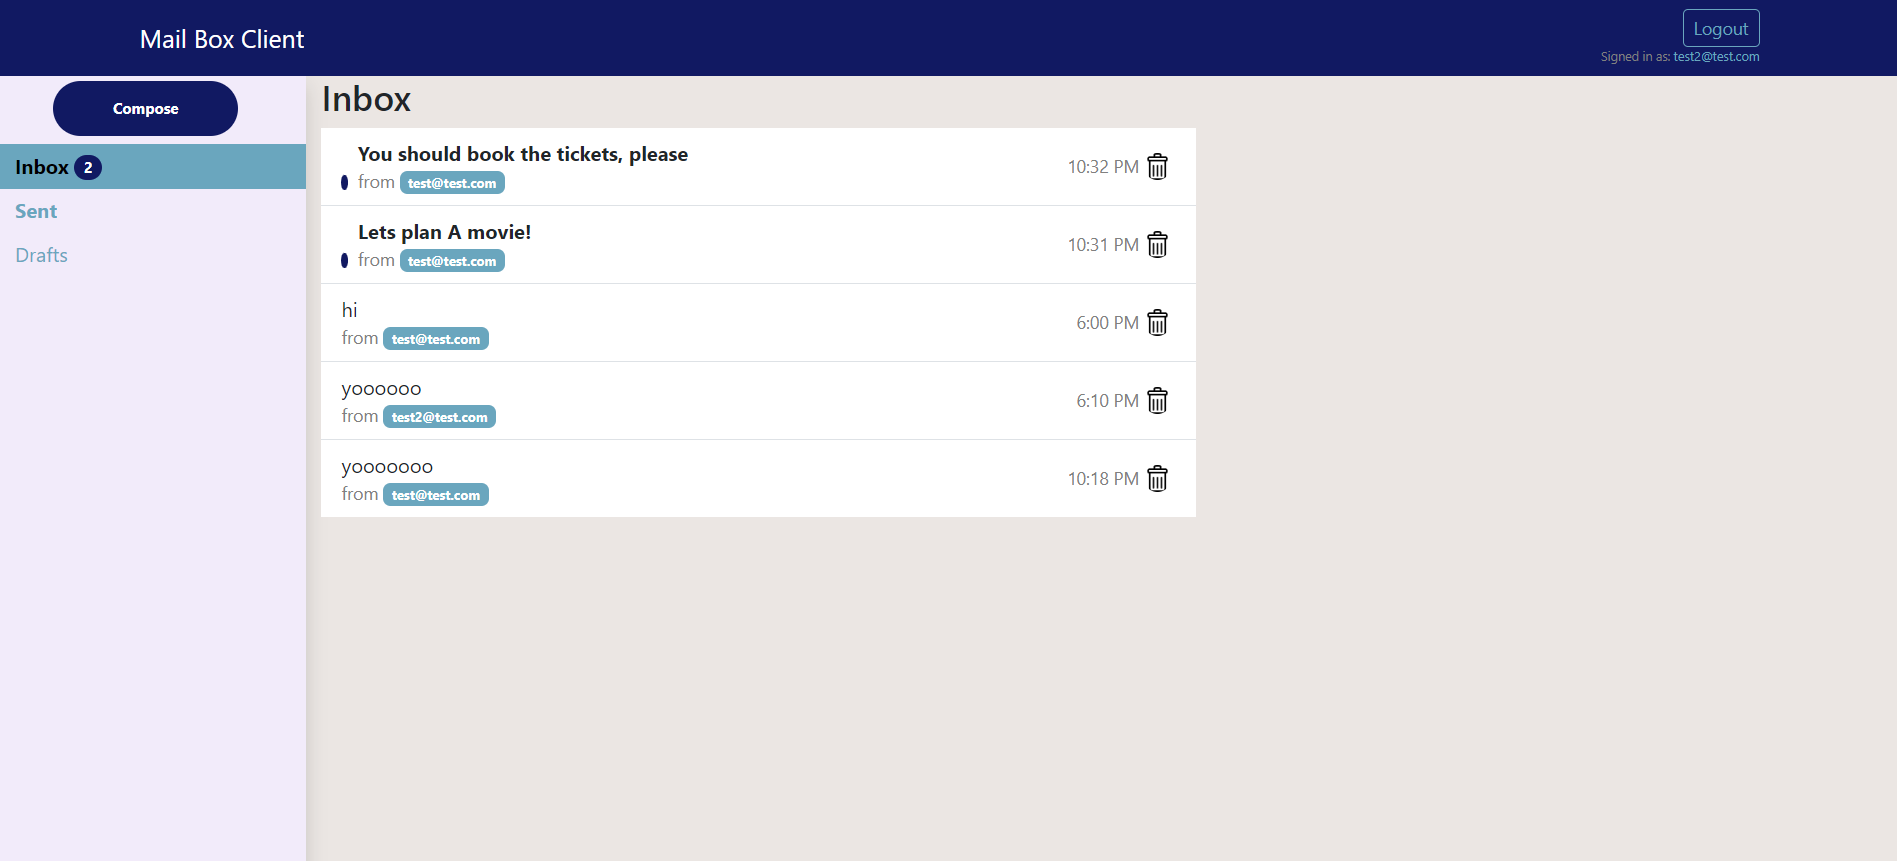 Mail Box Client
Logout
Signed in as: test2@test.com
Compose
Inbox 2
Sent
Drafts
Inbox
You should book the tickets, please
from test@test.com
10:32 PM
Lets plan A movie!
from test@test.com
10:31 PM
hi
from test@test.com
6:00 PM
yoooooo
from test2@test.com
6:10 PM
yooooooo
from test@test.com
10:18 PM